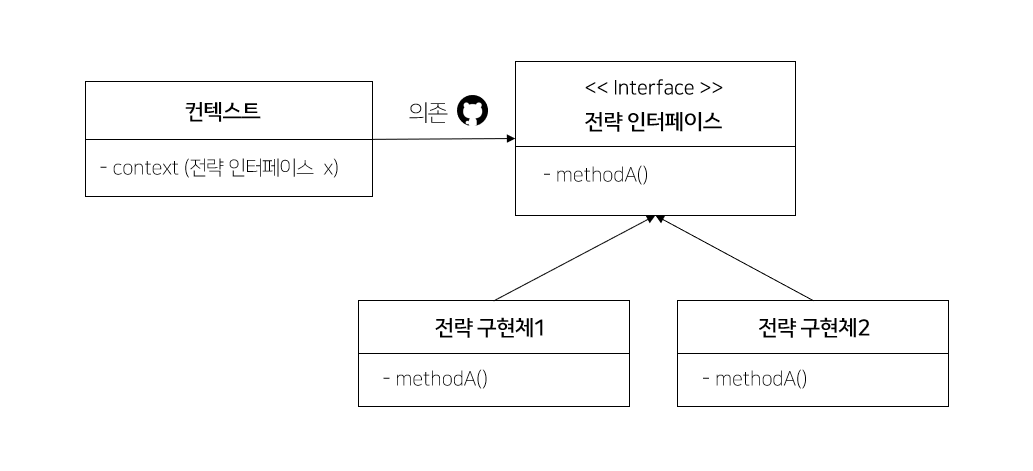 컨텍스트
- context (전략 인터페이스 x)
의존
<< Interface >>
전략 인터페이스
- methodA()
전략 구현체1
- methodA()
전략 구현체2
- methodA()